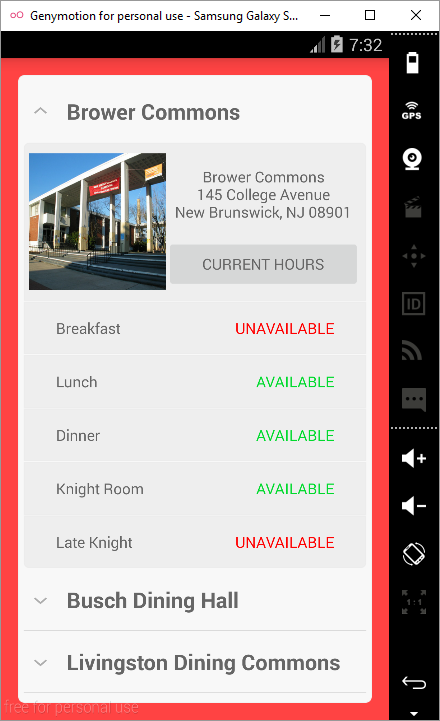 Genymotion for personal use - Samsung Galaxy S...
7:32
GPS
Brower Commons
Brower Commons
145 College Avenue
New Brunswick, NJ 08901
CURRENT HOURS
Breakfast UNAVAILABLE
Lunch AVAILABLE
ID
Dinner AVAILABLE
Knight Room AVAILABLE
Late Knight UNAVAILABLE
Busch Dining Hall
1:1
Livingston Dining Commons
free for personal use